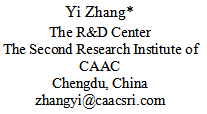 Yi Zhang*
The R&D Center
The Second Research Institute of
CAAC
Chengdu, China
zhangyi@caacsri.com